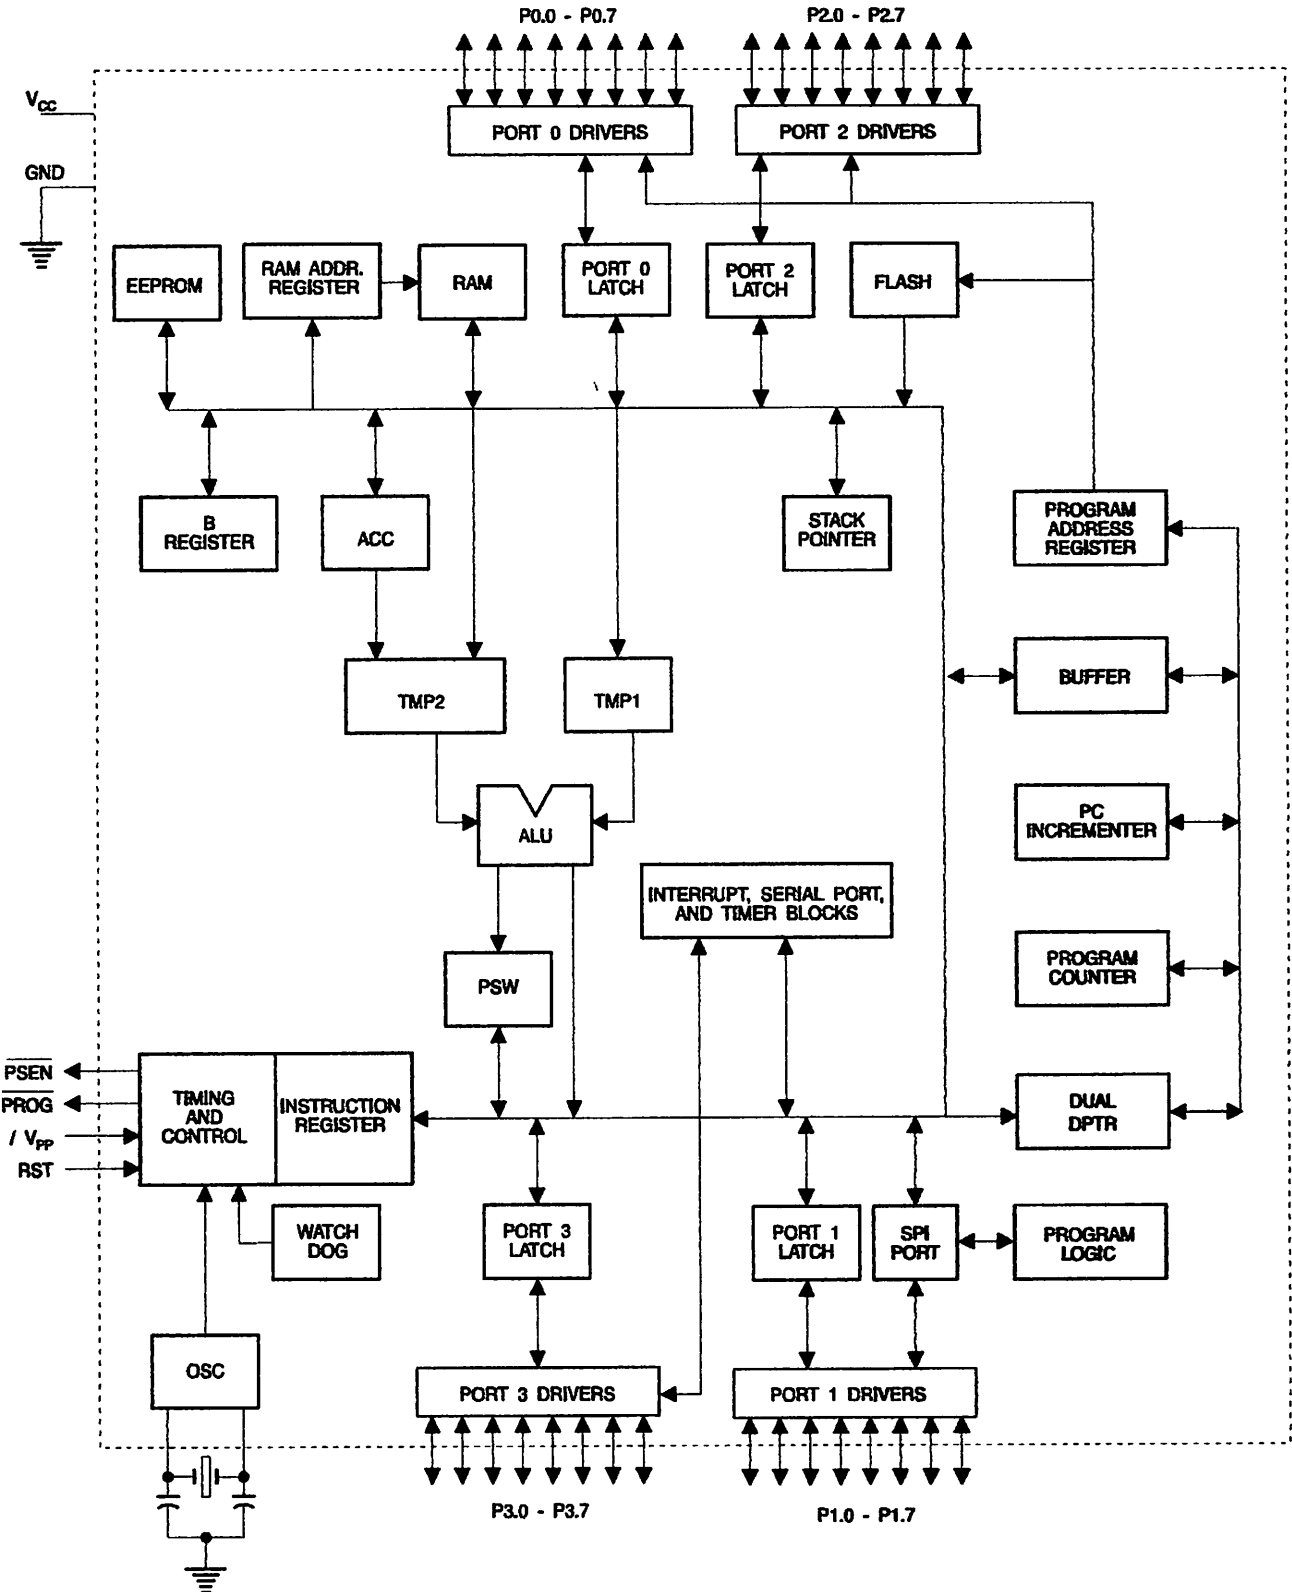 P0.0 - P0.7
P2.0 - P2.7
VCC
GND
PORT 0 DRIVERS
PORT 2 DRIVERS
EEPROM
RAM ADDR.
REGISTER
RAM
PORT 0
LATCH
PORT 2
LATCH
FLASH
B
REGISTER
ACC
STACK
POINTER
PROGRAM
ADDRESS
REGISTER
TMP2
TMP1
BUFFER
ALU
PC
INCREMENTER
INTERRUPT, SERIAL PORT,
AND TIMER BLOCKS
PSW
PROGRAM
COUNTER
PSEN
PROG
/ VPP
RST
TIMING
AND
CONTROL
INSTRUCTION
REGISTER
DUAL
DPTR
WATCH
DOG
PORT 3
LATCH
PORT 1
LATCH
SPI
PORT
PROGRAM
LOGIC
OSC
PORT 3 DRIVERS
PORT 1 DRIVERS
P3.0 - P3.7
P1.0 - P1.7